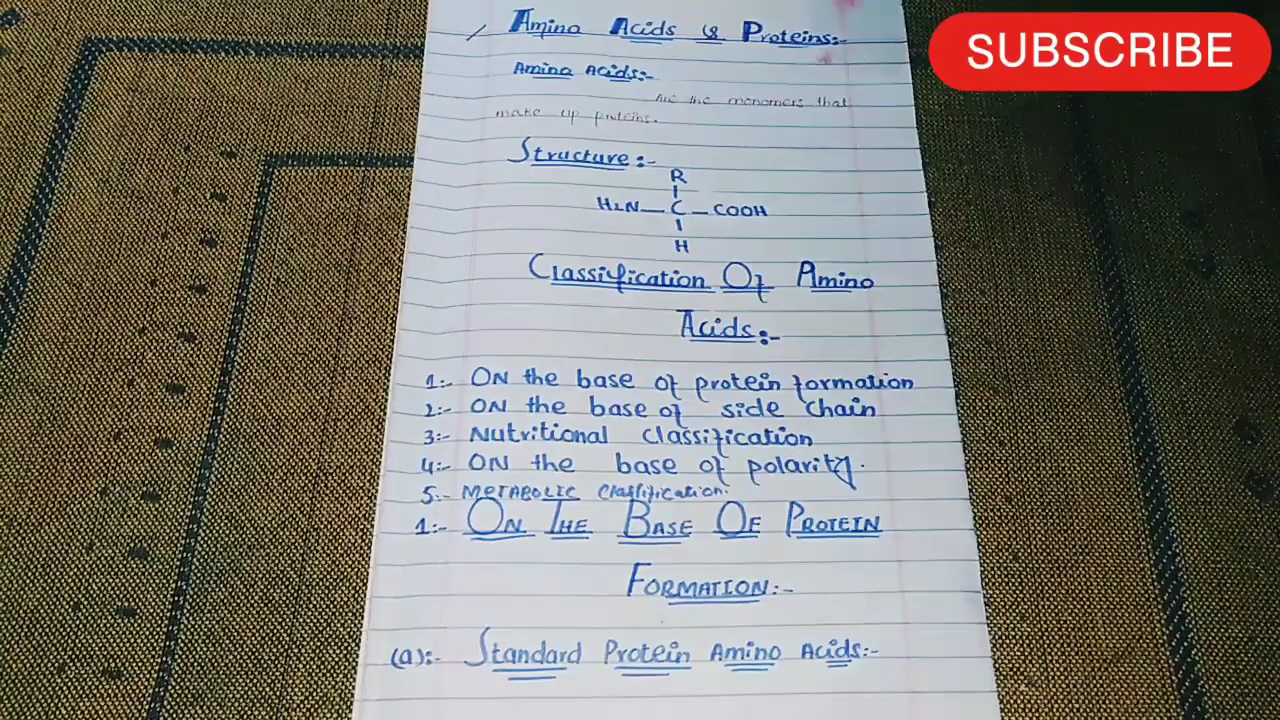 Amino Acids & Proteins:-
SUBSCRIBE
Amino Acids:-
Are the monomers that
make up proteins.
Structure:-
R
H2N—C—COOH
H
Classification Of Amino
Acids:-
1:- ON the base of protein formation
2:- ON the base of side chain
3:- Nutritional classification
4:- ON the base of polarity.
5:- METABOLIC Classification.
1:- ON THE BASE OF PROTEIN
FORMATION:-
(a):- Standard Protein Amino Acids:-